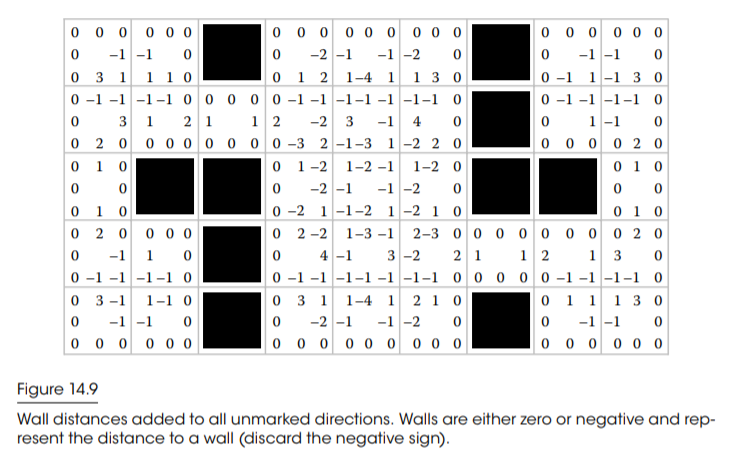 0 0 0 0 0 0 0 0 0 0 0 0 0 0 0 0 0 0 0 0 0
0 −1 −1 0 0 −2 −1 −1 −2 0 0 −1 −1 0
0 3 1 1 1 0 0 1 2 1 −4 1 1 3 0 0 −1 1 −1 3 0
0 −1 −1 −1 −1 0 0 0 0 0 −1 −1 −1 −1 −1 −1 −1 0 0 −1 −1 −1 −1 0
0 3 1 2 1 1 2 −2 3 −1 4 0 0 1 −1 0
0 2 0 0 0 0 0 0 0 0 −3 2 −1 −3 1 −2 2 0 0 0 0 0 2 0
0 1 0 0 1 −2 1 −2 −1 1 −2 0 0 1 0
0 0 0 −2 −1 −1 −2 0 0 0
0 1 0 0 −2 1 −1 −2 1 −2 1 0 0 1 0
0 2 0 0 0 0 0 2 −2 1 −3 −1 2 −3 0 0 0 0 0 0 0 0 2 0
0 −1 1 0 0 4 −1 3 −2 2 1 1 2 1 3 0
0 −1 −1 −1 −1 0 0 −1 −1 −1 −1 −1 −1 −1 0 0 0 0 0 −1 −1 −1 −1 0
0 3 −1 1 −1 0 0 3 1 1 −4 1 2 1 0 0 1 1 1 3 0
0 −1 −1 0 0 −2 −1 −1 −2 0 0 −1 −1 0
0 0 0 0 0 0 0 0 0 0 0 0 0 0 0 0 0 0 0 0 0
Figure 14.9
Wall distances added to all unmarked directions. Walls are either zero or negative and rep-
resent the distance to a wall (discard the negative sign).